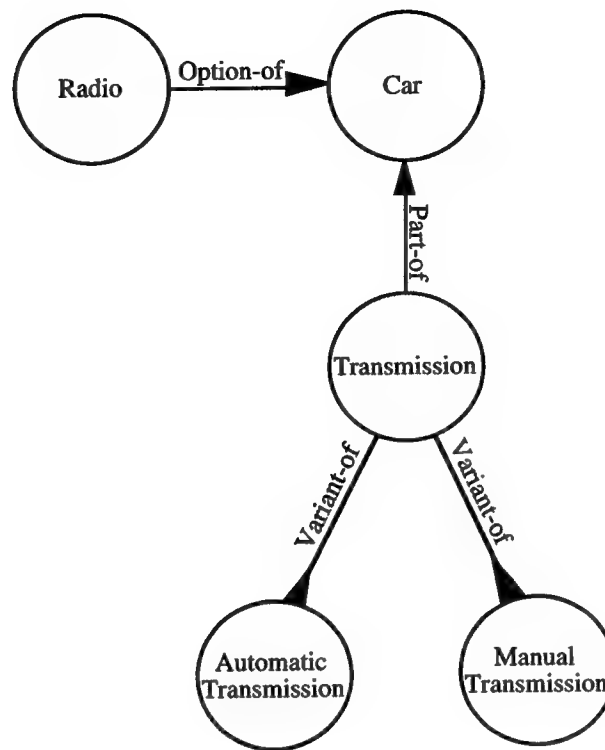 Radio
Option-of
Car
Part-of
Transmission
Variant-of
Variant-of
Automatic
Transmission
Manual
Transmission